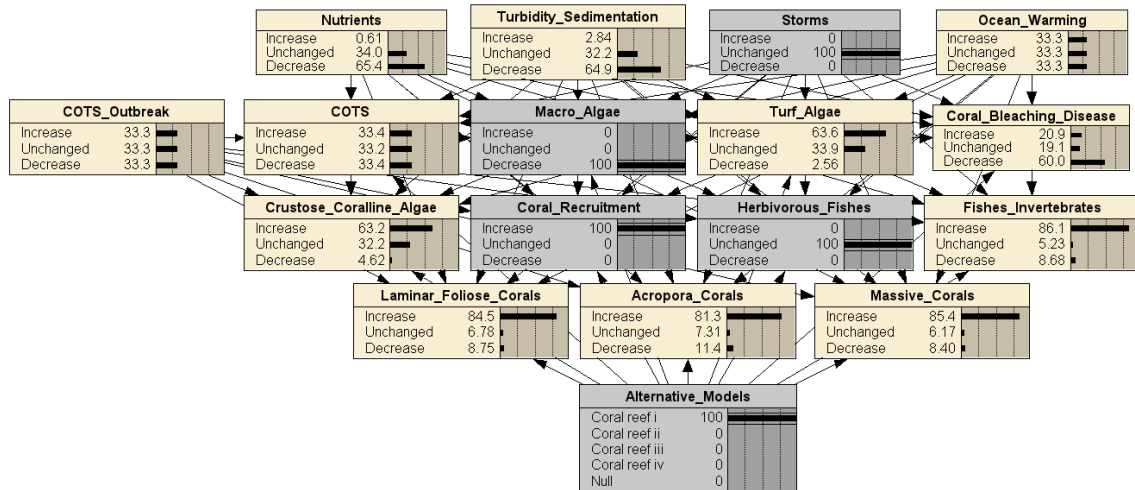 Nutrients
Increase 0.61
Unchanged 34.0
Decrease 65.4
Turbidity_Sedimentation
Increase 2.84
Unchanged 32.2
Decrease 64.9
Storms
Increase 0
Unchanged 100
Decrease 0
Ocean_Warming
Increase 33.3
Unchanged 33.3
Decrease 33.3
COTS_Outbreak
Increase 33.3
Unchanged 33.3
Decrease 33.3
COTS
Increase 33.4
Unchanged 33.2
Decrease 33.4
Macro_Algae
Increase 0
Unchanged 0
Decrease 100
Turf_Algae
Increase 63.6
Unchanged 33.9
Decrease 2.56
Coral_Bleaching_Disease
Increase 20.9
Unchanged 19.1
Decrease 60.0
Crustose_Coralline_Algae
Increase 63.2
Unchanged 32.2
Decrease 4.62
Coral_Recruitment
Increase 100
Unchanged 0
Decrease 0
Herbivorous_Fishes
Increase 0
Unchanged 100
Decrease 0
Fishes_Invertebrates
Increase 86.1
Unchanged 5.23
Decrease 8.68
Laminar_Foliose_Corals
Increase 84.5
Unchanged 6.78
Decrease 8.75
Acropora_Corals
Increase 81.3
Unchanged 7.31
Decrease 11.4
Massive_Corals
Increase 85.4
Unchanged 6.17
Decrease 8.40
Alternative_Models
Coral reef i 100
Coral reef ii 0
Coral reef iii 0
Coral reef iv 0
Null 0